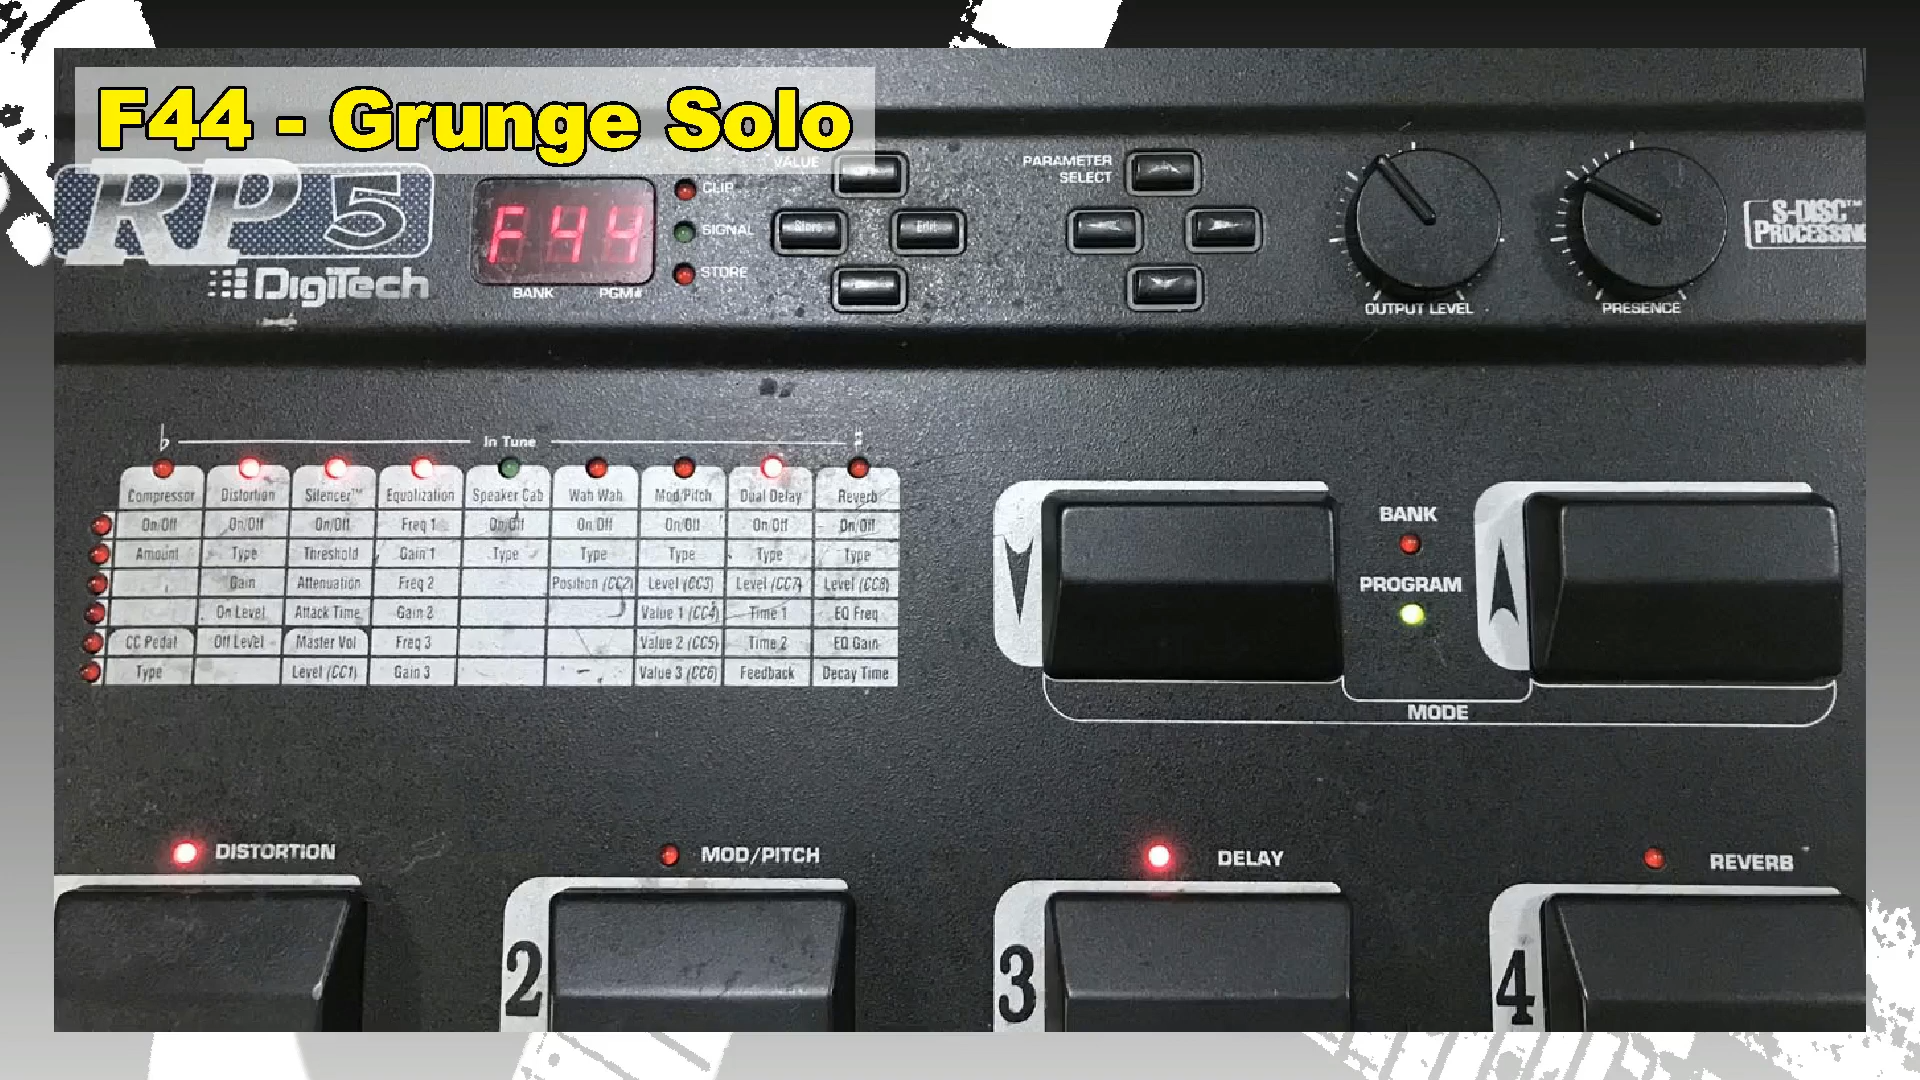 F44 - Grunge Solo
RP 5
DigiTech
F44
BANK PGM#
CLIP
SIGNAL
STORE
VALUE
Store Edit
PARAMETER
SELECT
OUTPUT LEVEL
PRESENCE
S-DISC™
PROCESSING
♭ In Tune ♯
Compressor Distortion Silencer™ Equalization Speaker Cab Wah Wah Mod/Pitch Dual Delay Reverb
On/Off On/Off On/Off Freq 1 On/Off On/Off On/Off On/Off On/Off
Amount Type Threshold Gain 1 Type Type Type Type Type
Gain Attenuation Freq 2 Position (CC2) Level (CC3) Level (CC7) Level (CC8)
On Level Attack Time Gain 2 Value 1 (CC4) Time 1 EQ Freq
CC Pedal Off Level Master Vol Freq 3 Value 2 (CC5) Time 2 EQ Gain
Type Level (CC1) Gain 3 Value 3 (CC6) Feedback Decay Time
BANK
PROGRAM
MODE
DISTORTION
MOD/PITCH
DELAY
REVERB
2
3
4